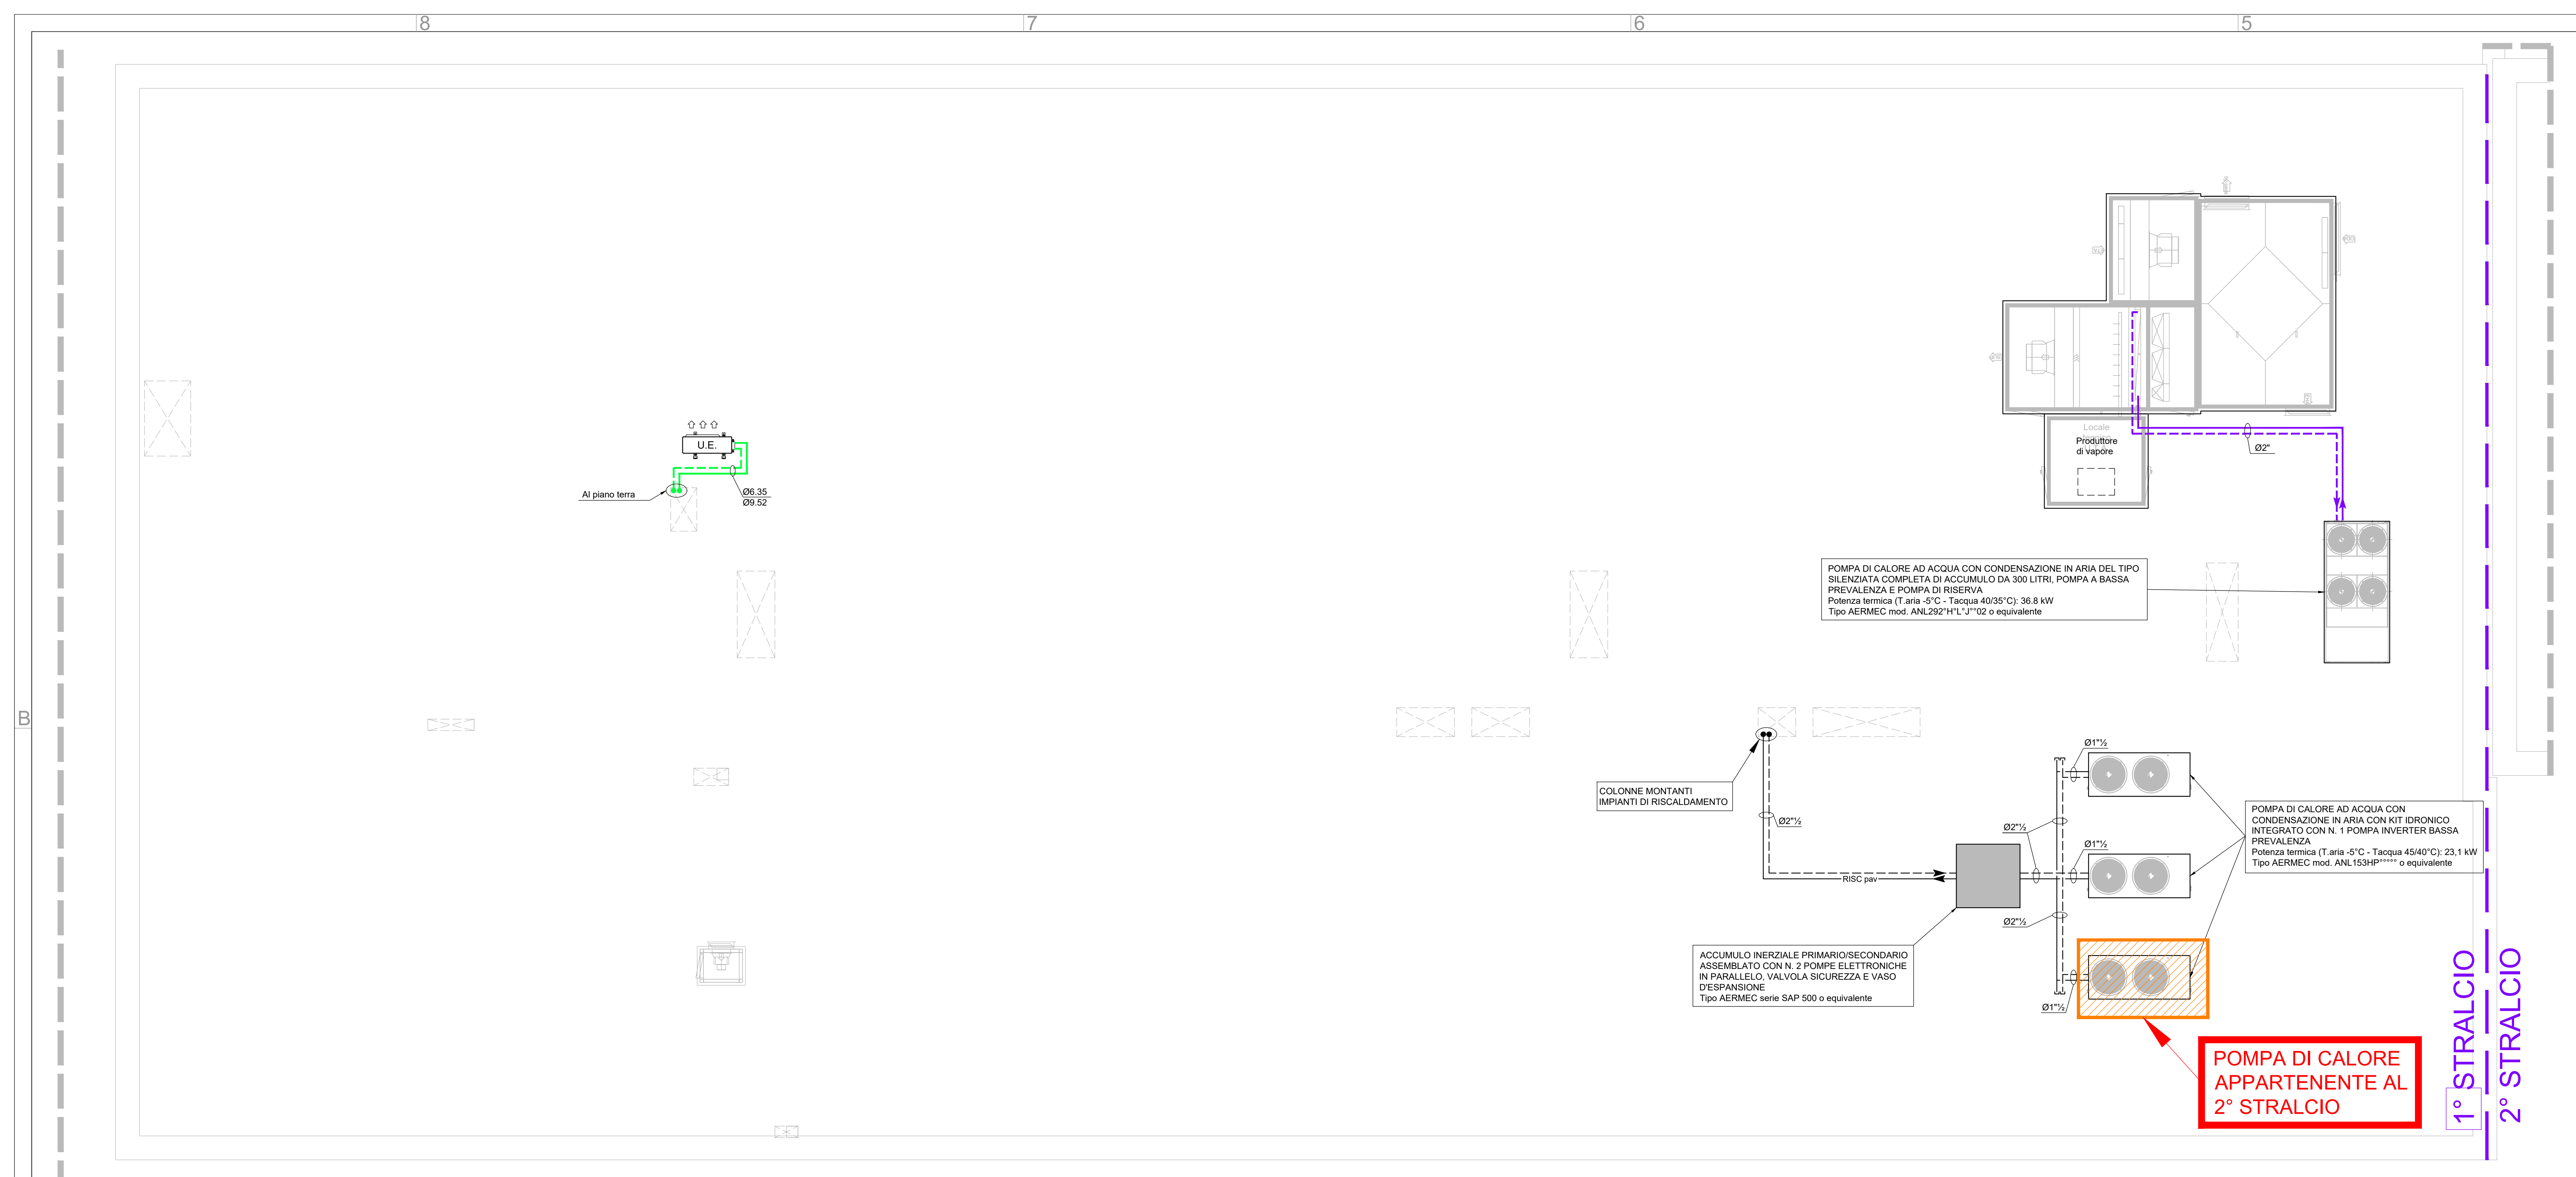 8
7
6
5
B
U.E.
Al piano terra
Ø6.35
Ø9.52
Locale
Produttore
di vapore
Ø2"
POMPA DI CALORE AD ACQUA CON CONDENSAZIONE IN ARIA DEL TIPO
SILENZIATA COMPLETA DI ACCUMULO DA 300 LITRI, POMPA A BASSA
PREVALENZA E POMPA DI RISERVA
Potenza termica (T.aria -5°C - Tacqua 40/35°C): 36.8 kW
Tipo AERMEC mod. ANL292°H°L°J°°02 o equivalente
COLONNE MONTANTI
IMPIANTI DI RISCALDAMENTO
Ø2"½
RISC pav
Ø1"½
Ø2"½
Ø1"½
Ø2"½
Ø1"½
POMPA DI CALORE AD ACQUA CON
CONDENSAZIONE IN ARIA CON KIT IDRONICO
INTEGRATO CON N. 1 POMPA INVERTER BASSA
PREVALENZA
Potenza termica (T.aria -5°C - Tacqua 45/40°C): 23,1 kW
Tipo AERMEC mod. ANL153HP°°°°° o equivalente
ACCUMULO INERZIALE PRIMARIO/SECONDARIO
ASSEMBLATO CON N. 2 POMPE ELETTRONICHE
IN PARALLELO, VALVOLA SICUREZZA E VASO
D'ESPANSIONE
Tipo AERMEC serie SAP 500 o equivalente
POMPA DI CALORE
APPARTENENTE AL
2° STRALCIO
1° STRALCIO
2° STRALCIO